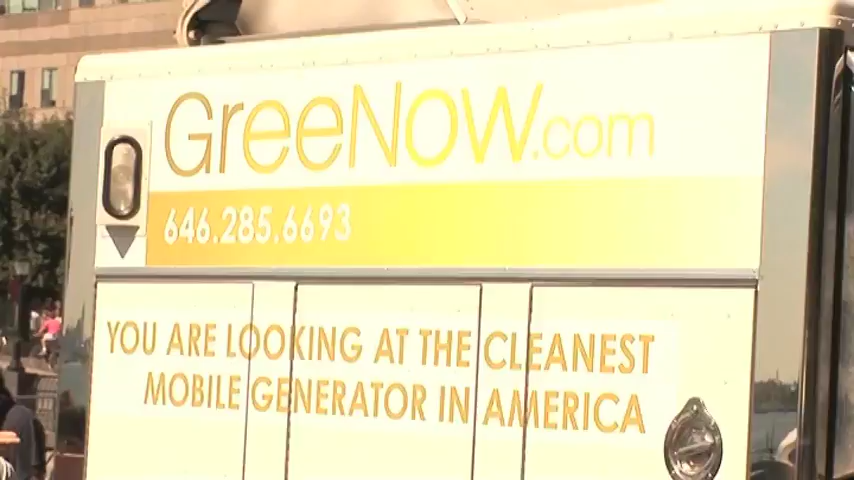 GreeNOW.com
646.285.6693
YOU ARE LOOKING AT THE CLEANEST
MOBILE GENERATOR IN AMERICA